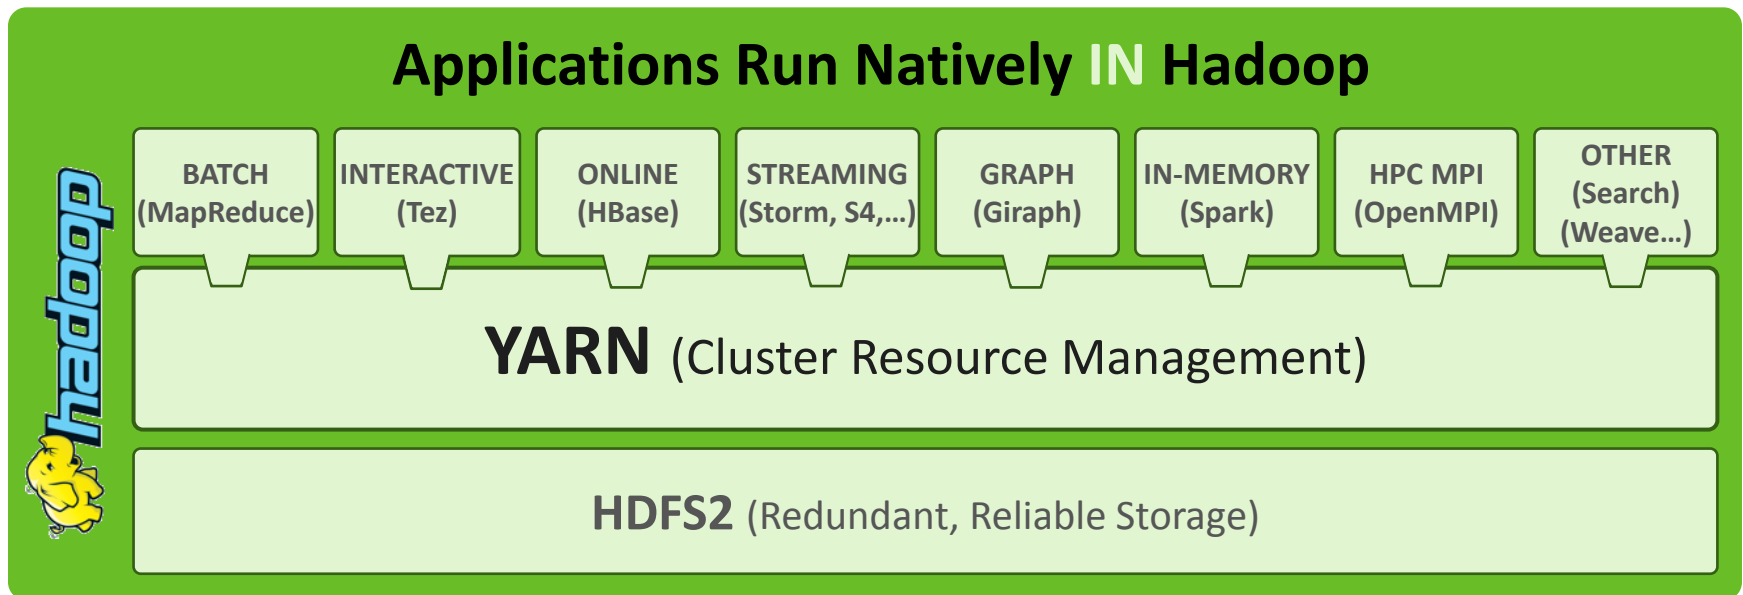 Applications Run Natively IN Hadoop
BATCH
(MapReduce)
INTERACTIVE
(Tez)
ONLINE
(HBase)
STREAMING
(Storm, S4,...)
GRAPH
(Giraph)
IN-MEMORY
(Spark)
HPC MPI
(OpenMPI)
OTHER
(Search)
(Weave...)
hadoop
YARN (Cluster Resource Management)
HDFS2 (Redundant, Reliable Storage)